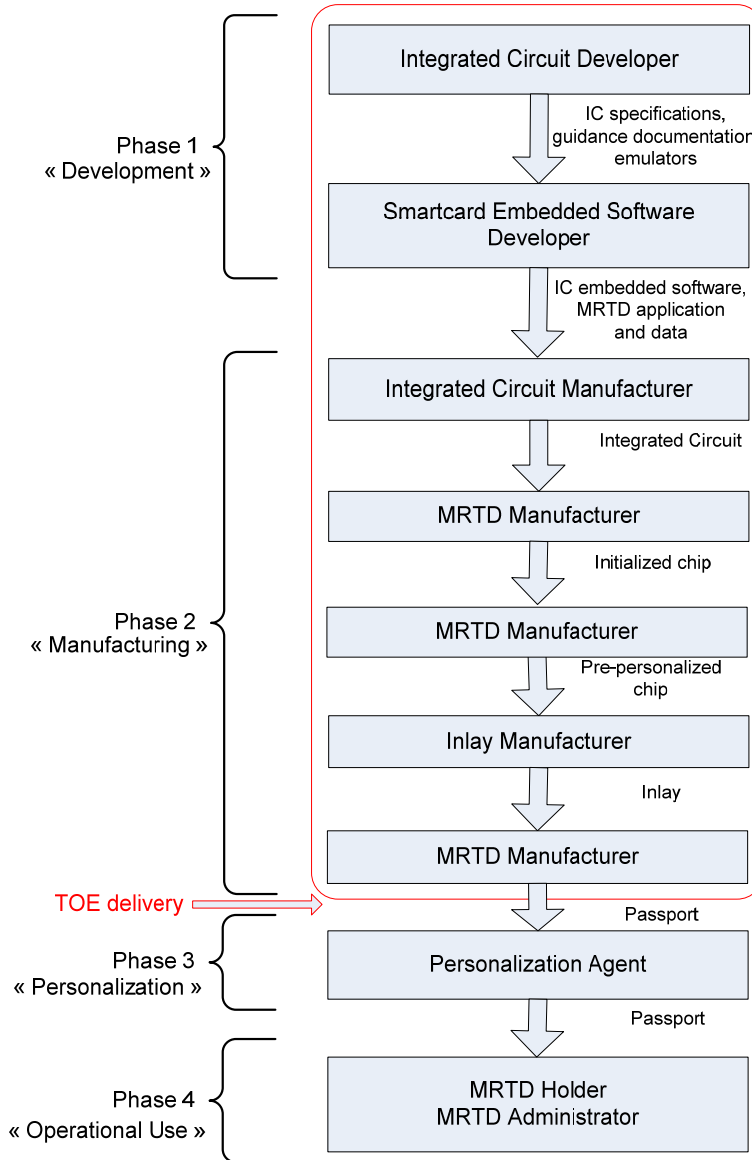 Integrated Circuit Developer
IC specifications,
guidance documentation
emulators
Phase 1
« Development »
Smartcard Embedded Software
Developer
IC embedded software,
MRTD application
and data
Integrated Circuit Manufacturer
Integrated Circuit
MRTD Manufacturer
Initialized chip
Phase 2
« Manufacturing »
MRTD Manufacturer
Pre-personalized
chip
Inlay Manufacturer
Inlay
MRTD Manufacturer
TOE delivery
Passport
Phase 3
« Personalization »
Personalization Agent
Passport
Phase 4
« Operational Use »
MRTD Holder
MRTD Administrator